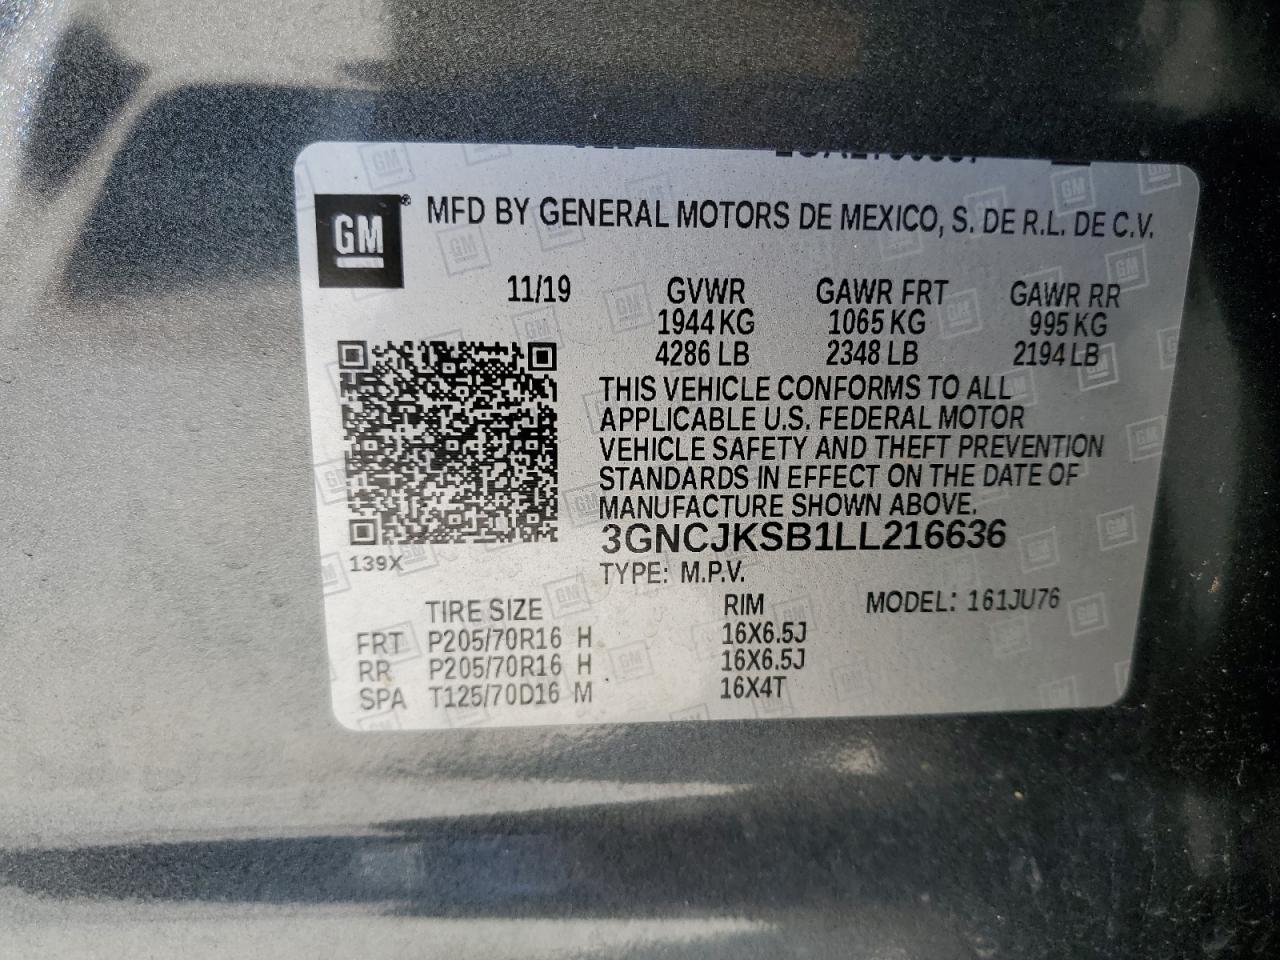 GM ®
MFD BY GENERAL MOTORS DE MEXICO, S. DE R.L. DE C.V.
11/19 GVWR GAWR FRT GAWR RR
1944 KG 1065 KG 995 KG
4286 LB 2348 LB 2194 LB
THIS VEHICLE CONFORMS TO ALL
APPLICABLE U.S. FEDERAL MOTOR
VEHICLE SAFETY AND THEFT PREVENTION
STANDARDS IN EFFECT ON THE DATE OF
MANUFACTURE SHOWN ABOVE.
3GNCJKSB1LL216636
139X
TYPE: M.P.V.
TIRE SIZE RIM MODEL: 161JU76
FRT P205/70R16 H 16X6.5J
RR P205/70R16 H 16X6.5J
SPA T125/70D16 M 16X4T